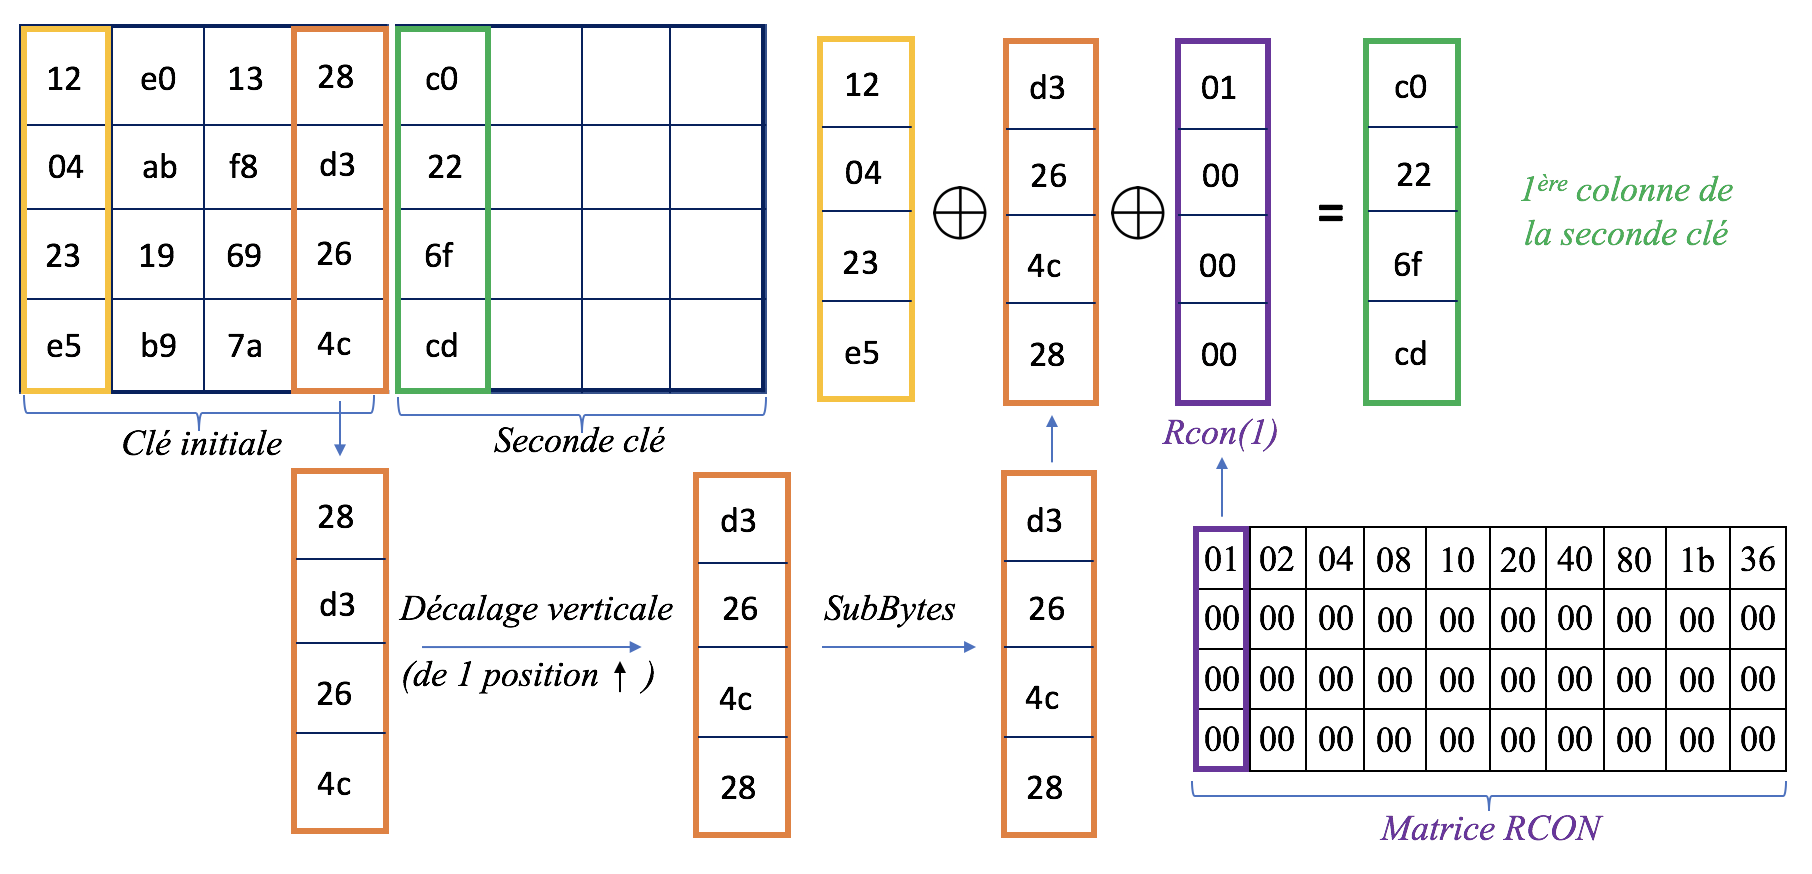 12 e0 13 28 c0
04 ab f8 d3 22
23 19 69 26 6f
e5 b9 7a 4c cd
Clé initiale
Seconde clé
12 d3 01 c0
04 26 00 22
⊕ ⊕ =
23 4c 00 6f
e5 28 00 cd
1ère colonne de
la seconde clé
Rcon(1)
28
d3
26
4c
Décalage verticale
(de 1 position ↑ )
d3
26
4c
28
SubBytes
d3
26
4c
28
01 02 04 08 10 20 40 80 1b 36
00 00 00 00 00 00 00 00 00 00
00 00 00 00 00 00 00 00 00 00
00 00 00 00 00 00 00 00 00 00
Matrice RCON